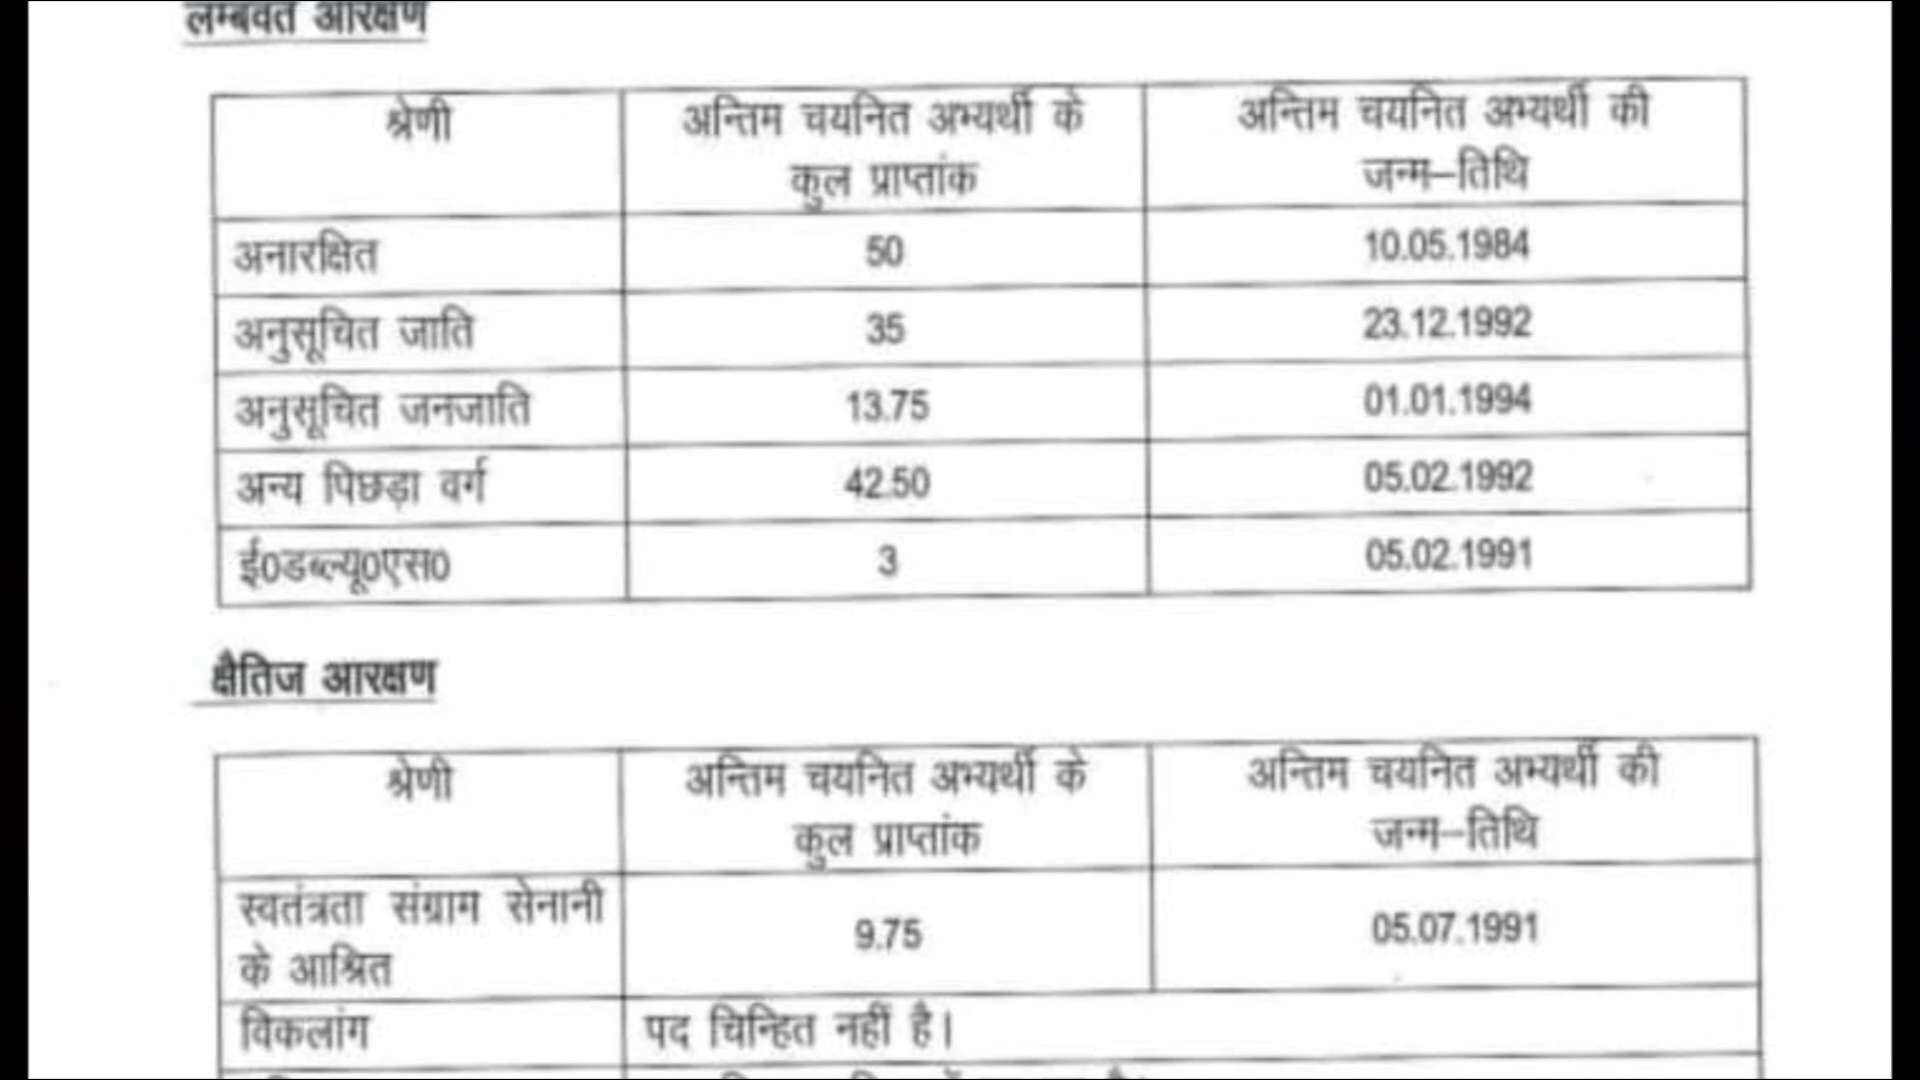 लम्बवत आरक्षण
श्रेणी
अन्तिम चयनित अभ्यर्थी के
कुल प्राप्तांक
अन्तिम चयनित अभ्यर्थी की
जन्म–तिथि
अनारक्षित 50 10.05.1984
अनुसूचित जाति 35 23.12.1992
अनुसूचित जनजाति 13.75 01.01.1994
अन्य पिछड़ा वर्ग 42.50 05.02.1992
ई0डब्ल्यू0एस0 3 05.02.1991
क्षैतिज आरक्षण
श्रेणी
अन्तिम चयनित अभ्यर्थी के
कुल प्राप्तांक
अन्तिम चयनित अभ्यर्थी की
जन्म–तिथि
स्वतंत्रता संग्राम सेनानी
के आश्रित
9.75 05.07.1991
विकलांग पद चिन्हित नहीं है।